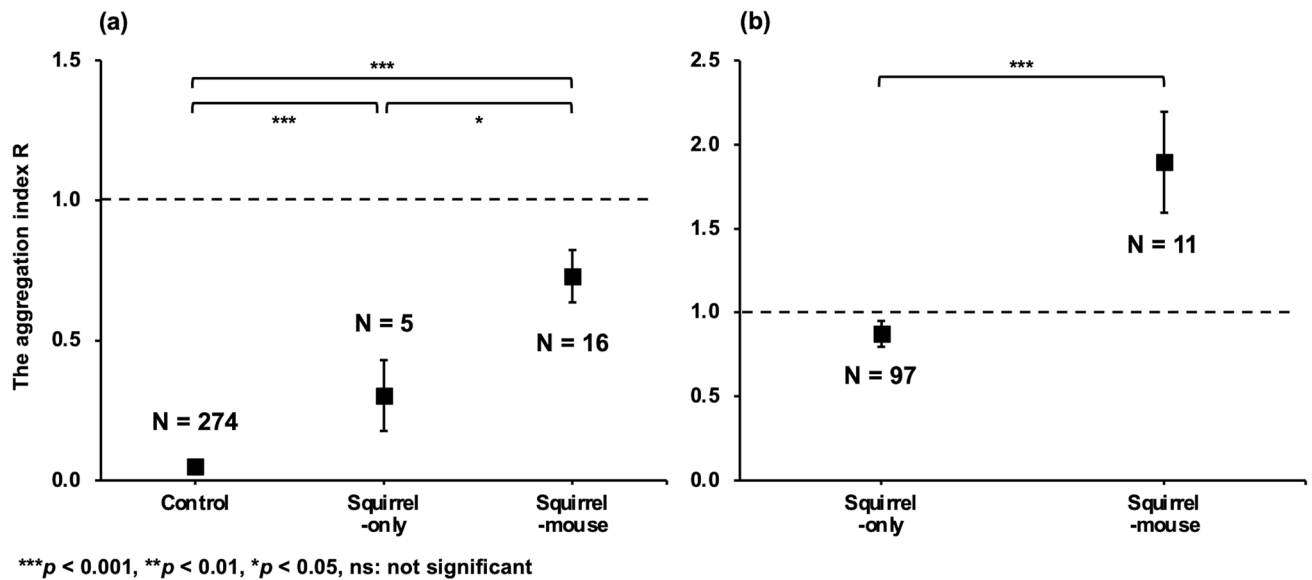 (a)
The aggregation index R
1.5
1.0
0.5
0.0
***
***
*
N = 274
N = 5
N = 16
Control
Squirrel
-only
Squirrel
-mouse
(b)
2.5
2.0
1.5
1.0
0.5
0.0
***
N = 97
N = 11
Squirrel
-only
Squirrel
-mouse
***p < 0.001, **p < 0.01, *p < 0.05, ns: not significant